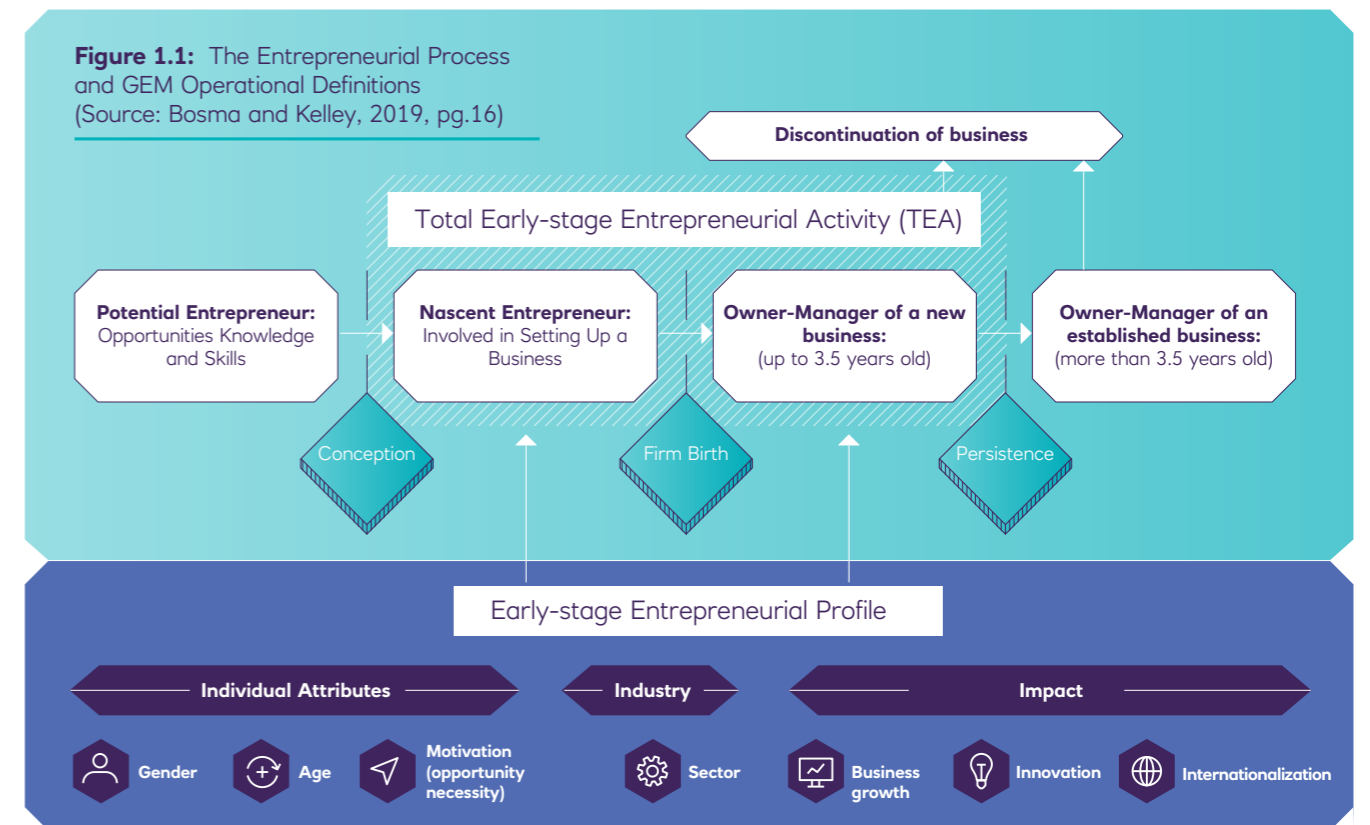 Figure 1.1: The Entrepreneurial Process
and GEM Operational Definitions
(Source: Bosma and Kelley, 2019, pg.16)
Discontinuation of business
Total Early-stage Entrepreneurial Activity (TEA)
Potential Entrepreneur:
Opportunities Knowledge
and Skills
Nascent Entrepreneur:
Involved in Setting Up a
Business
Owner-Manager of a new
business:
(up to 3.5 years old)
Owner-Manager of an
established business:
(more than 3.5 years old)
Conception
Firm Birth
Persistence
Early-stage Entrepreneurial Profile
Individual Attributes
Industry
Impact
Gender
Age
Motivation
(opportunity
necessity)
Sector
Business
growth
Innovation
Internationalization